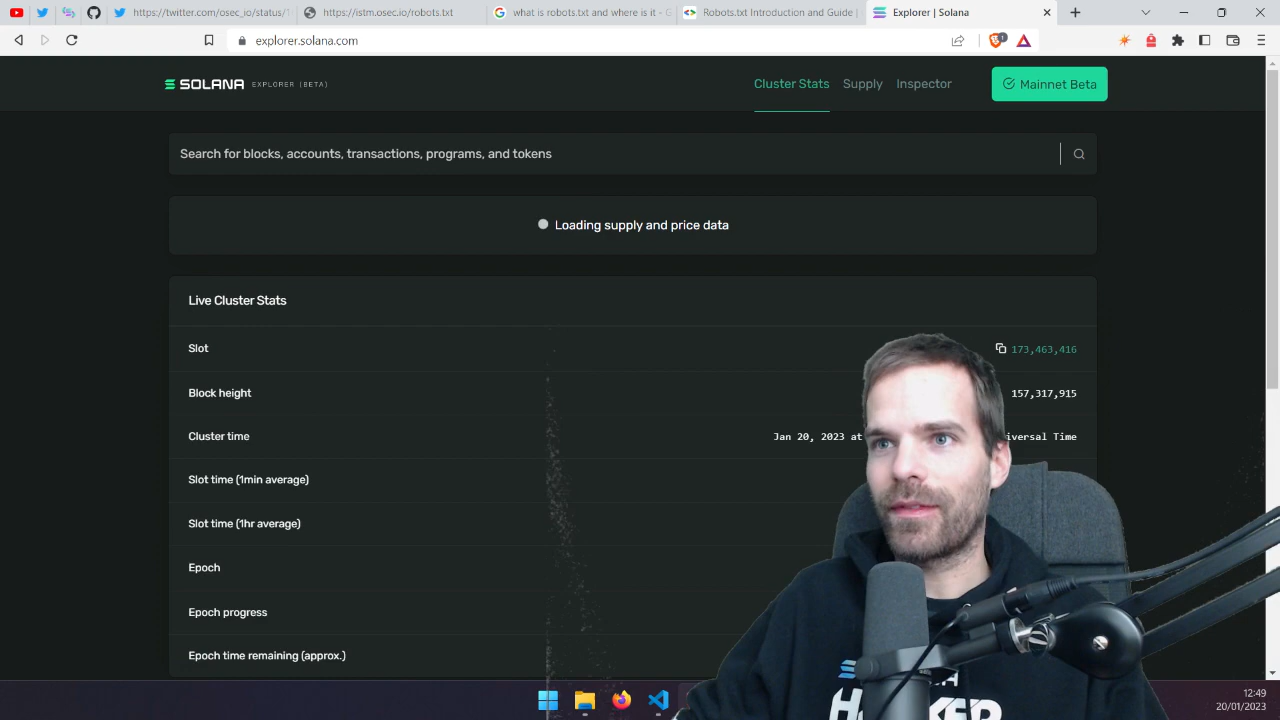 https://twitter.com/osec_io/status/1
https://istm.osec.io/robots.txt
what is robots.txt and where is it - G
Robots.txt Introduction and Guide |
Explorer | Solana
explorer.solana.com
1
SOLANA EXPLORER (BETA)
Cluster Stats
Supply
Inspector
Mainnet Beta
Search for blocks, accounts, transactions, programs, and tokens
Loading supply and price data
Live Cluster Stats
Slot
173,463,416
Block height
157,317,915
Cluster time
Jan 20, 2023 at
iversal Time
Slot time (1min average)
Slot time (1hr average)
Epoch
Epoch progress
Epoch time remaining (approx.)
12:49
20/01/2023